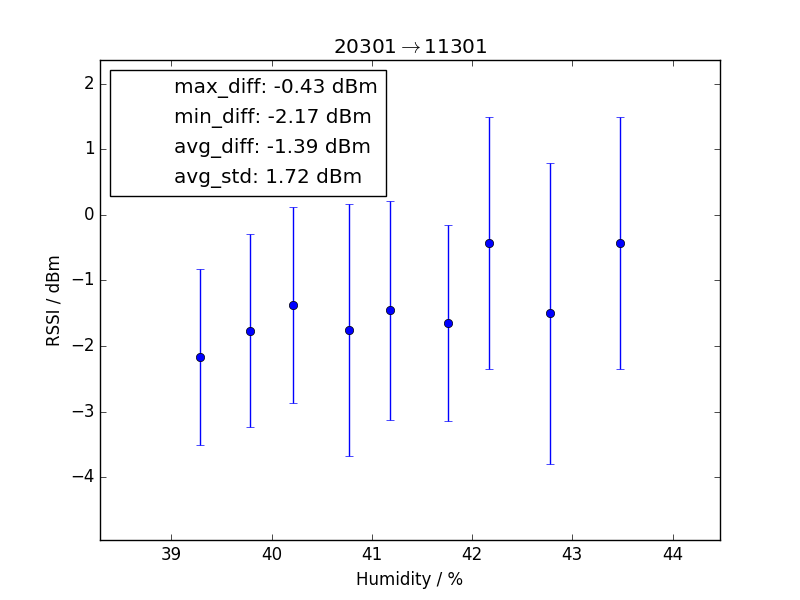 20301→11301
max_diff: -0.43 dBm
min_diff: -2.17 dBm
avg_diff: -1.39 dBm
avg_std: 1.72 dBm
RSSI / dBm
2
1
0
−1
−2
−3
−4
39 40 41 42 43 44
Humidity / %